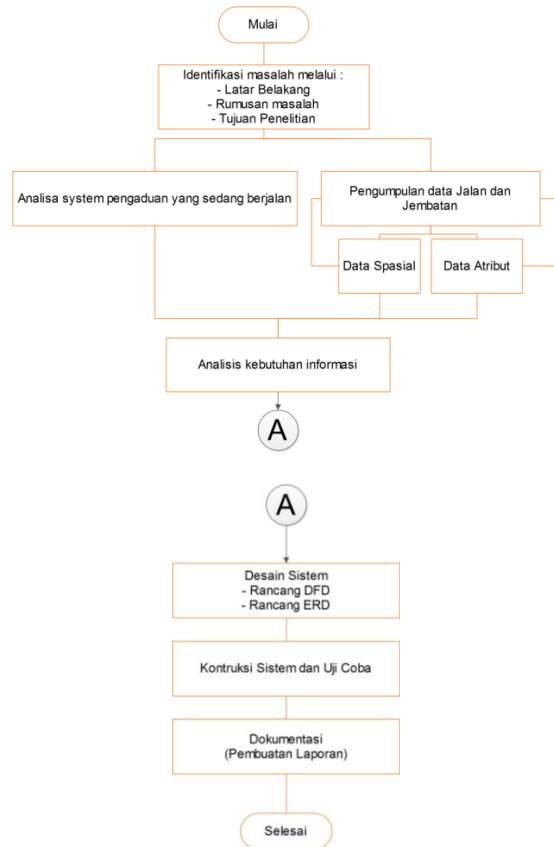 Mulai
Identifikasi masalah melalui :
- Latar Belakang
- Rumusan masalah
- Tujuan Penelitian
Analisa system pengaduan yang sedang berjalan
Pengumpulan data Jalan dan
Jembatan
Data Spasial
Data Atribut
Analisis kebutuhan informasi
A
A
Desain Sistem
- Rancang DFD
- Rancang ERD
Kontruksi Sistem dan Uji Coba
Dokumentasi
(Pembuatan Laporan)
Selesai